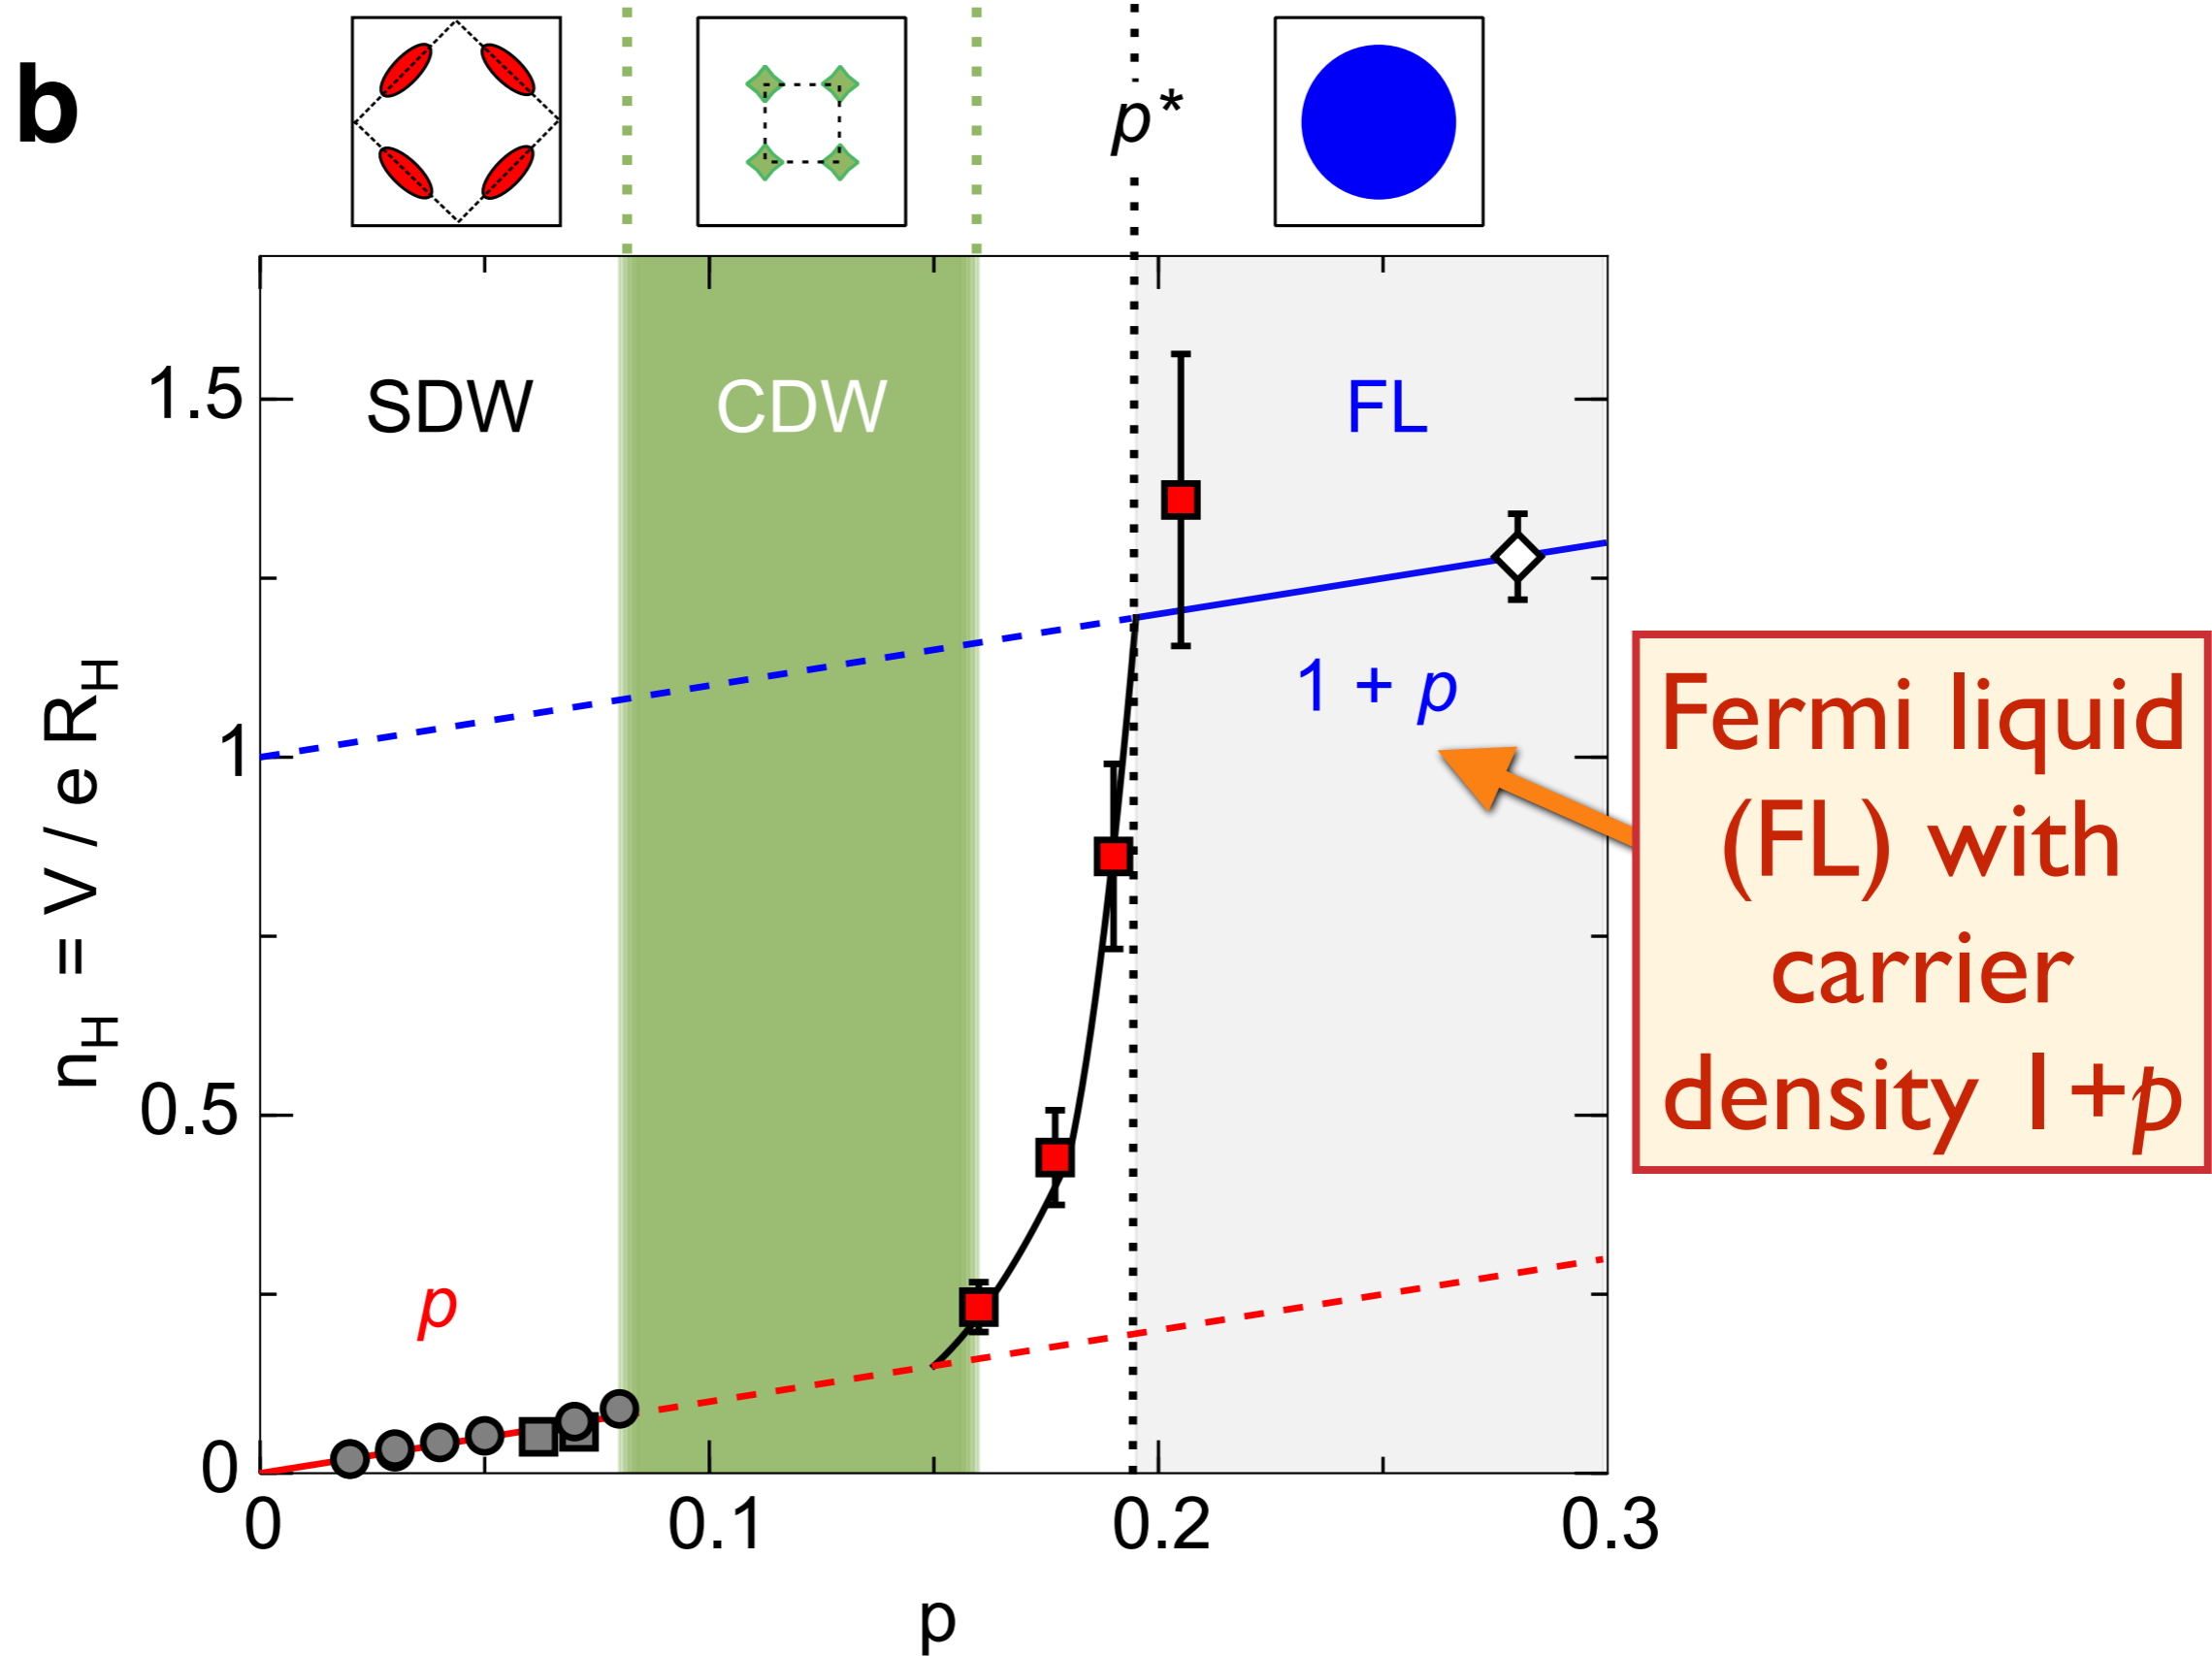 b
p*
SDW
CDW
FL
1.5
1
0.5
0
1 + p
p
n_H = V / e R_H
0
0.1
0.2
0.3
p
Fermi liquid
(FL) with
carrier
density 1+p